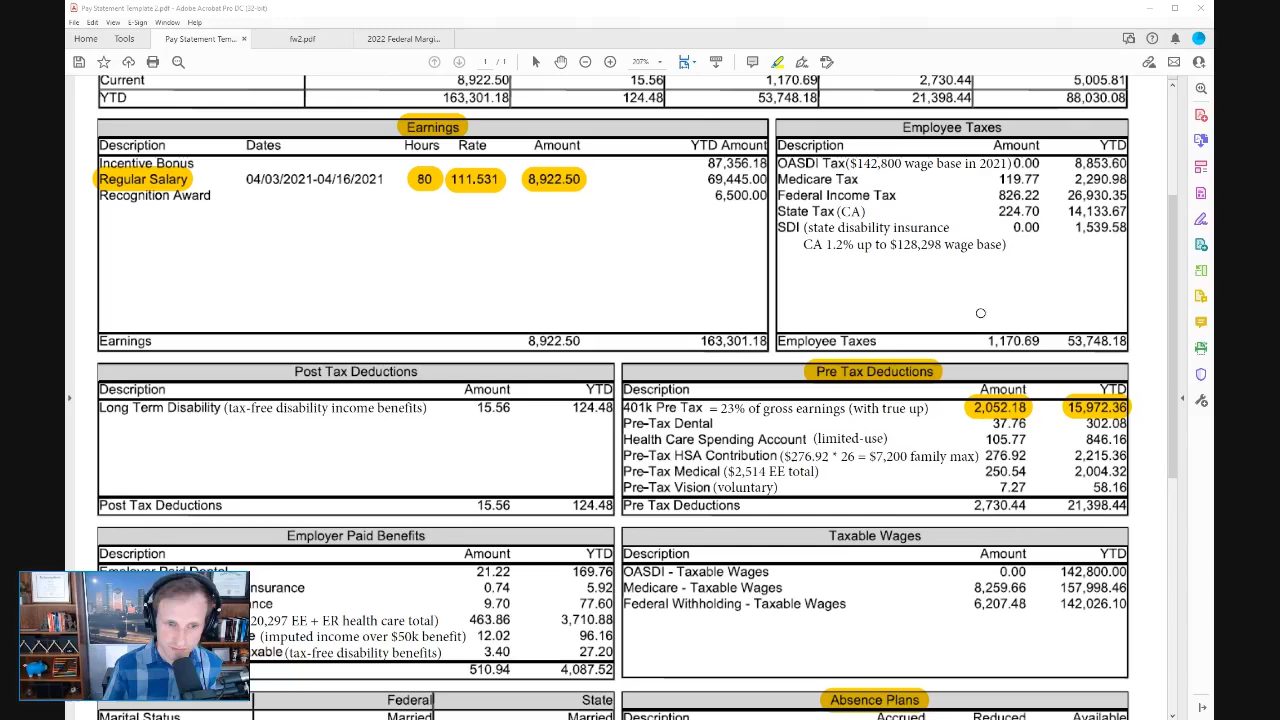 Pay Statement Template 2.pdf - Adobe Acrobat Pro DC (32-bit)
File Edit View E-Sign Window Help
Home Tools Pay Statement Tem... × fw2.pdf 2022 Federal Margi...
1 / 1 207%
Current 8,922.50 15.56 1,170.69 2,730.44 5,005.81
YTD 163,301.18 124.48 53,748.18 21,398.44 88,030.08
Earnings
Description Dates Hours Rate Amount YTD Amount
Incentive Bonus 87,356.18
Regular Salary 04/03/2021-04/16/2021 80 111.531 8,922.50 69,445.00
Recognition Award 6,500.00
Earnings 8,922.50 163,301.18
Employee Taxes
Description Amount YTD
OASDI Tax ($142,800 wage base in 2021) 0.00 8,853.60
Medicare Tax 119.77 2,290.98
Federal Income Tax 826.22 26,930.35
State Tax (CA) 224.70 14,133.67
SDI (state disability insurance 0.00 1,539.58
CA 1.2% up to $128,298 wage base)
Employee Taxes 1,170.69 53,748.18
Post Tax Deductions
Description Amount YTD
Long Term Disability (tax-free disability income benefits) 15.56 124.48
Post Tax Deductions 15.56 124.48
Pre Tax Deductions
Description Amount YTD
401k Pre Tax = 23% of gross earnings (with true up) 2,052.18 15,972.36
Pre-Tax Dental 37.76 302.08
Health Care Spending Account (limited-use) 105.77 846.16
Pre-Tax HSA Contribution ($276.92 * 26 = $7,200 family max) 276.92 2,215.36
Pre-Tax Medical ($2,514 EE total) 250.54 2,004.32
Pre-Tax Vision (voluntary) 7.27 58.16
Pre Tax Deductions 2,730.44 21,398.44
Employer Paid Benefits
Description Amount YTD
Employer Paid Dental 21.22 169.76
nsurance 0.74 5.92
ance 9.70 77.60
20,297 EE + ER health care total) 463.86 3,710.88
e (imputed income over $50k benefit) 12.02 96.16
xable (tax-free disability benefits) 3.40 27.20
510.94 4,087.52
Taxable Wages
Description Amount YTD
OASDI - Taxable Wages 0.00 142,800.00
Medicare - Taxable Wages 8,259.66 157,998.46
Federal Withholding - Taxable Wages 6,207.48 142,026.10
Federal State
Marital Status Married Married
Absence Plans
Description Accrued Reduced Available